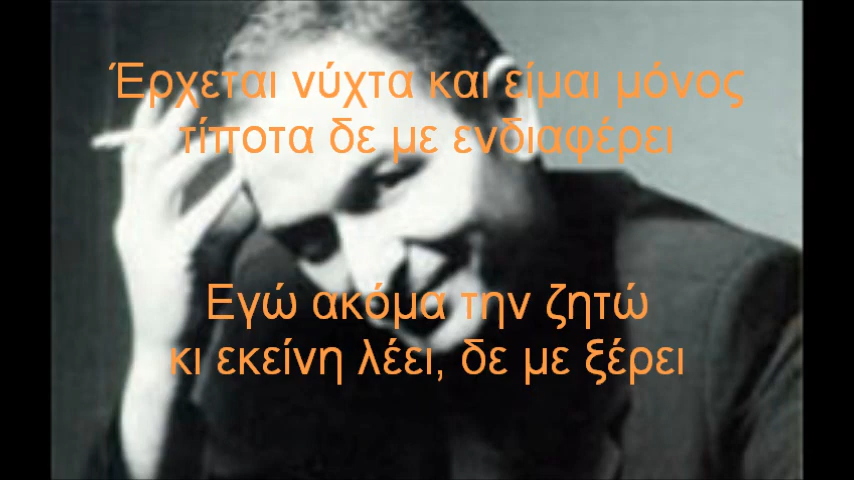 Έρχεται νύχτα και είμαι μόνος
τίποτα δε με ενδιαφέρει
Εγώ ακόμα την ζητώ
κι εκείνη λέει, δε με ξέρει